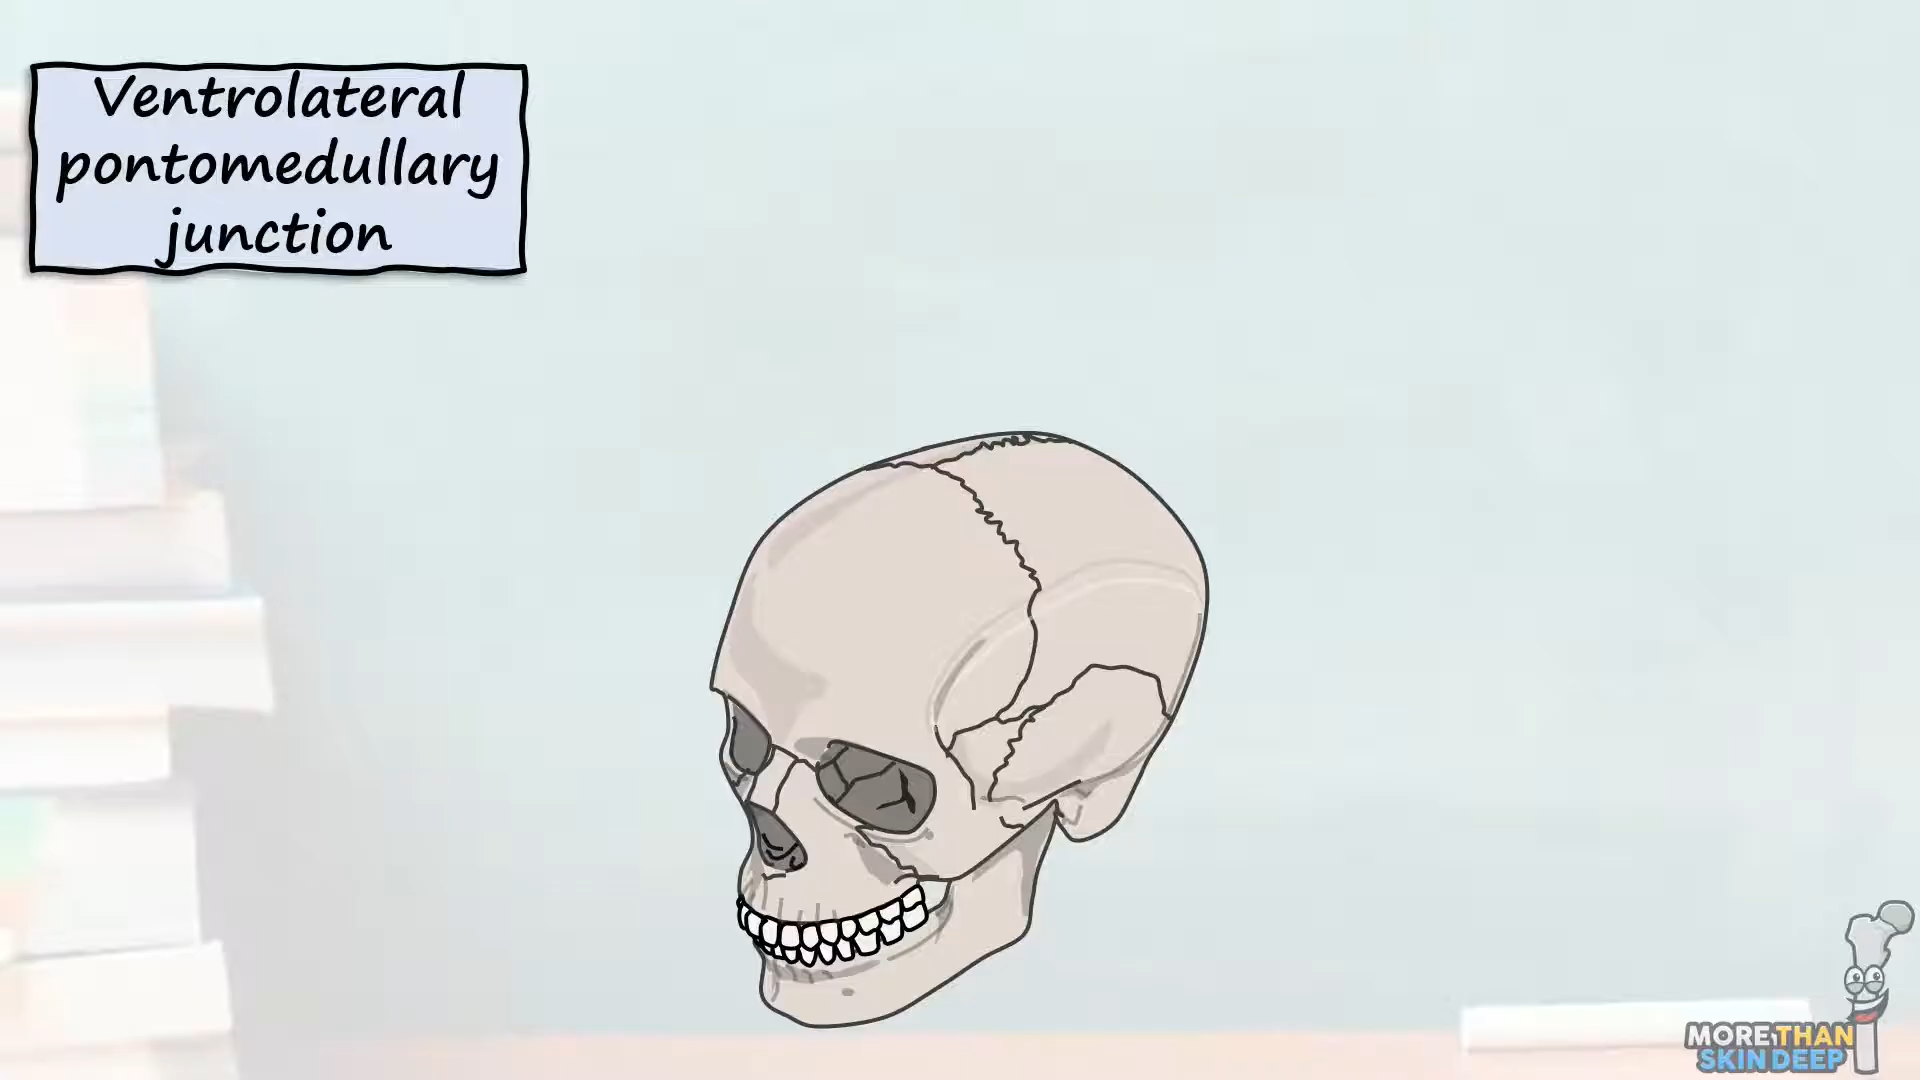 Ventrolateral
pontomedullary
junction
MORE THAN
SKIN DEEP